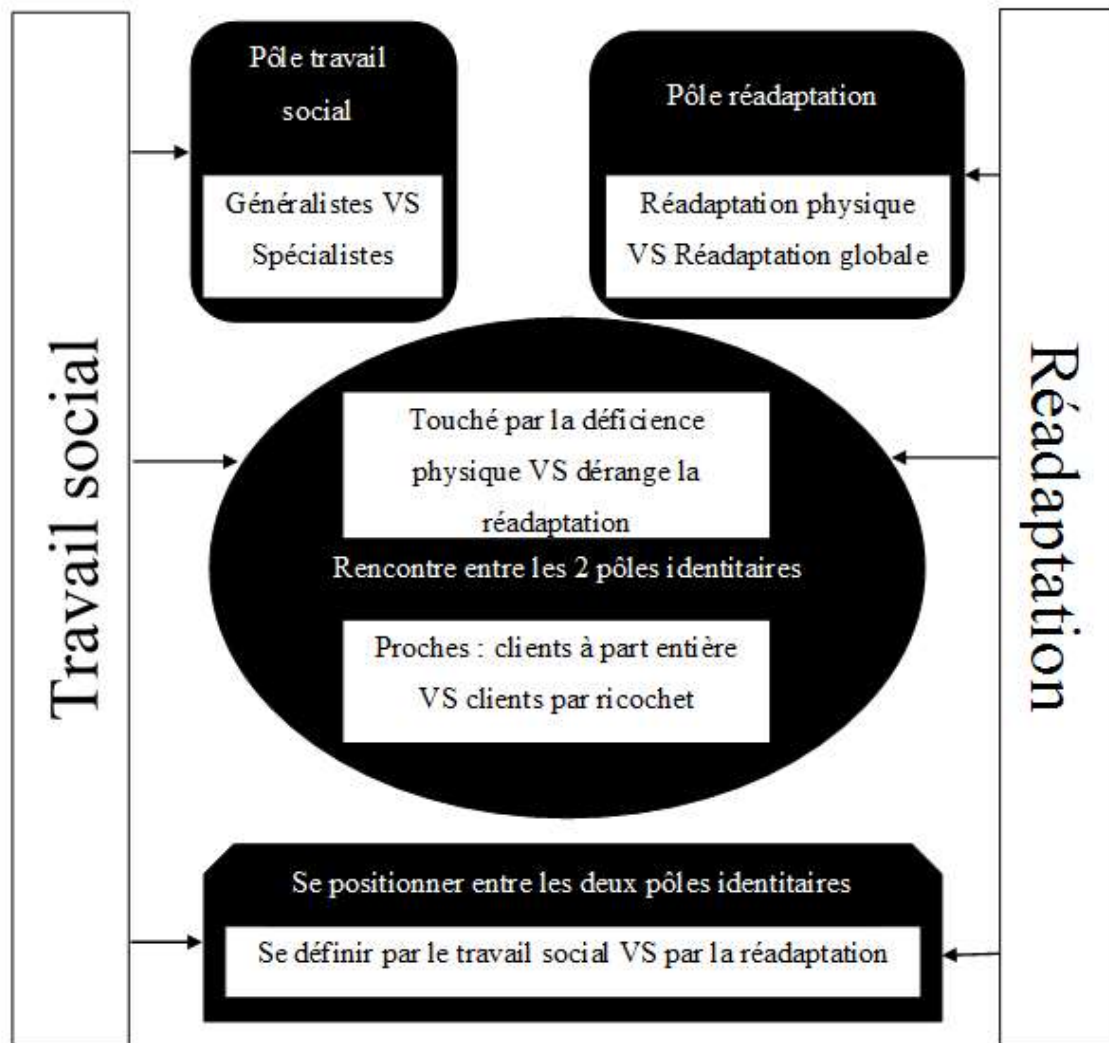 Travail social
Pôle travail
social
Généralistes VS
Spécialistes
Pôle réadaptation
Réadaptation physique
VS Réadaptation globale
Touché par la déficience
physique VS dérange la
réadaptation
Rencontre entre les 2 pôles identitaires
Proches : clients à part entière
VS clients par ricochet
Se positionner entre les deux pôles identitaires
Se définir par le travail social VS par la réadaptation
Réadaptation